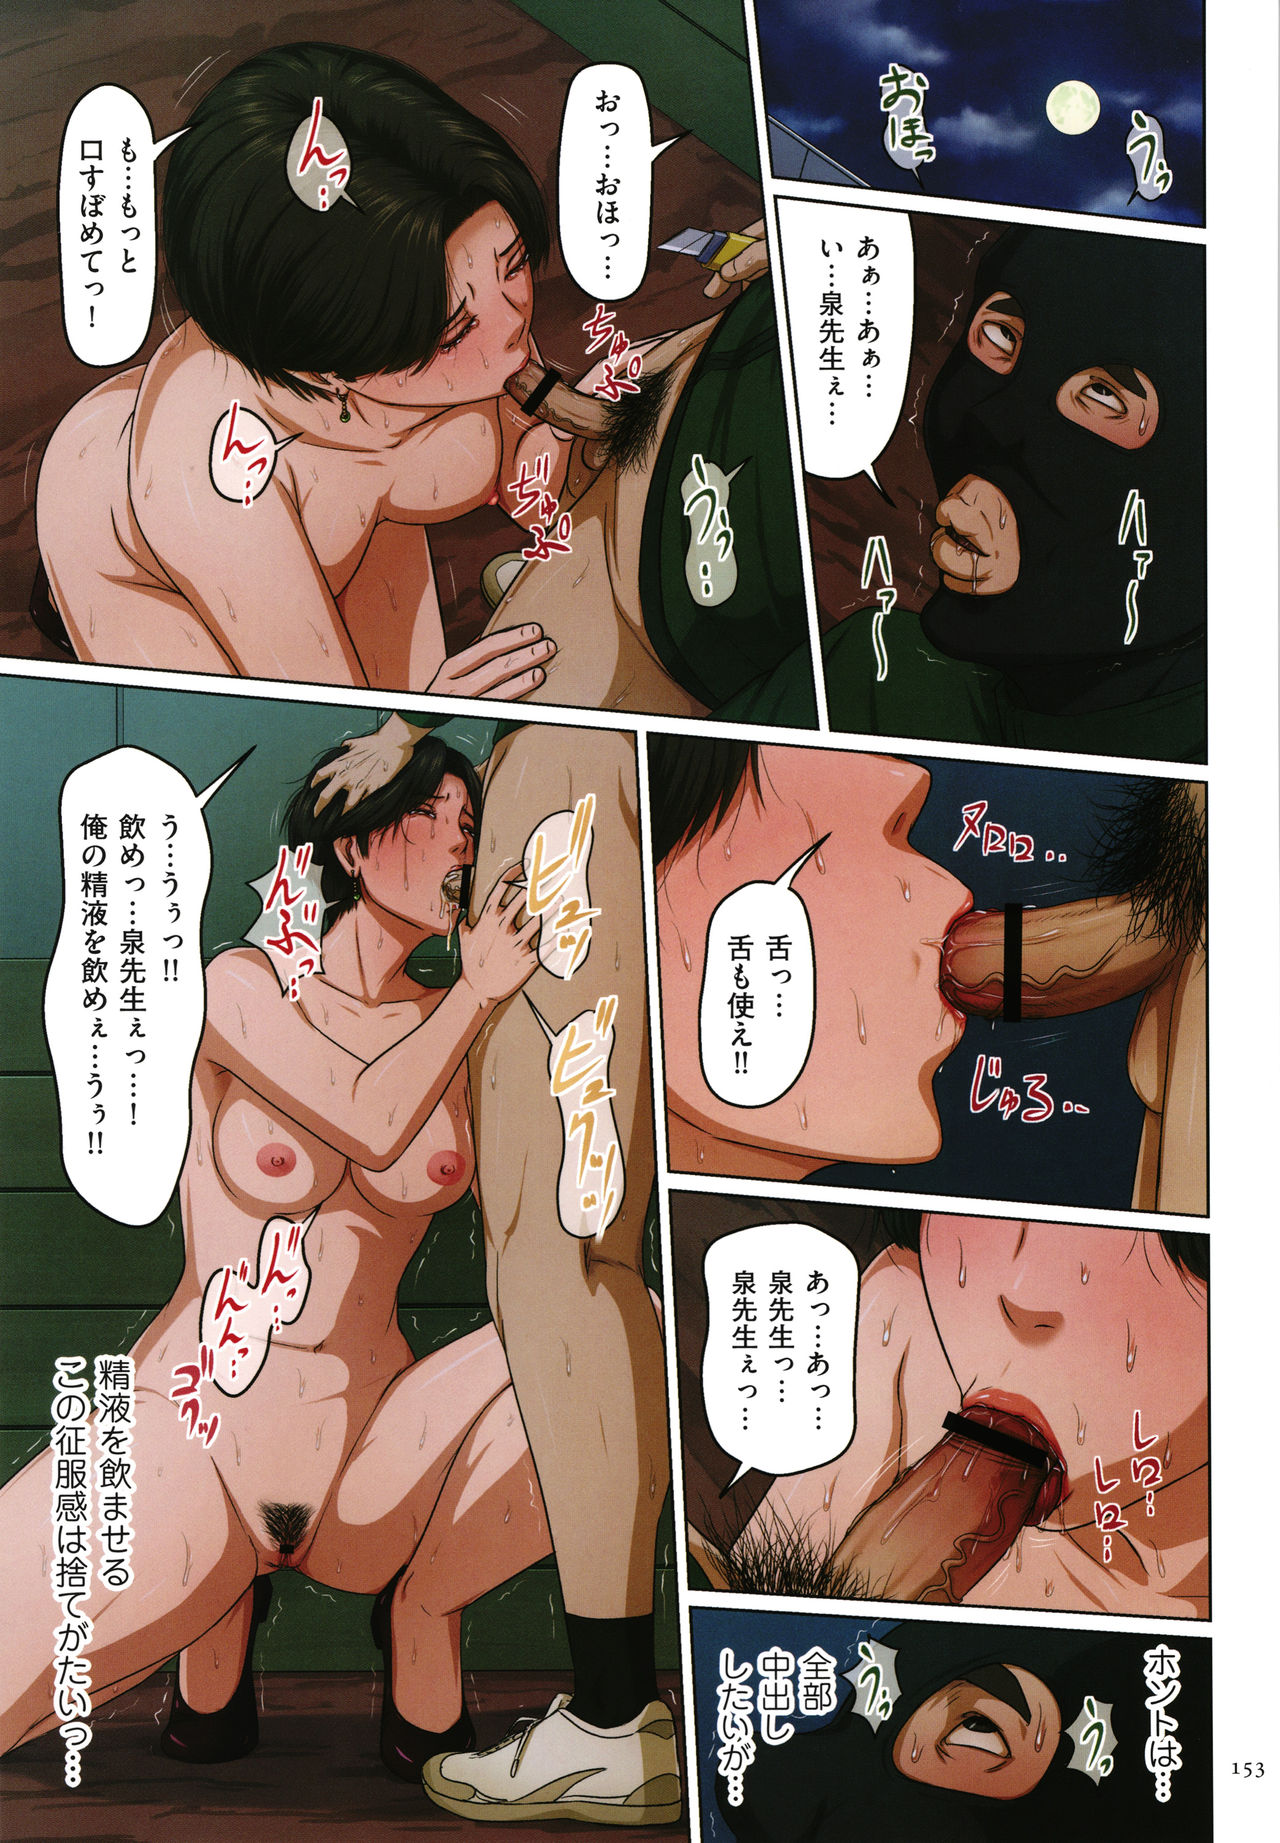 おほっ
うぅっ
あぁ…あぁ…
い…泉先生ぇ…
ハァ〜
ハァ〜
おっ…おほっ…
も…もっと
口すぼめてっ！
んっ…
んっ…
ちゅぷ°
ぢゅぷ°
うぅっ…
舌っ…
舌も使え!!
ヌロロ‥
じゅる‥
あっ…あっ…
泉先生っ…
泉先生ぇっ…
レロ…
レロ…
う…うぅっ!!
飲めっ…泉先生ぇっ…！
俺の精液を飲めぇ…うぅ!!
んぶっ…
ビュッ
ビュクッ…
んっ…
んんっ…
ゴクッ
ホントは…
全部
中出し
したいが…
うっ
うっ
精液を飲ませる
この征服感は捨てがたいっ…
153